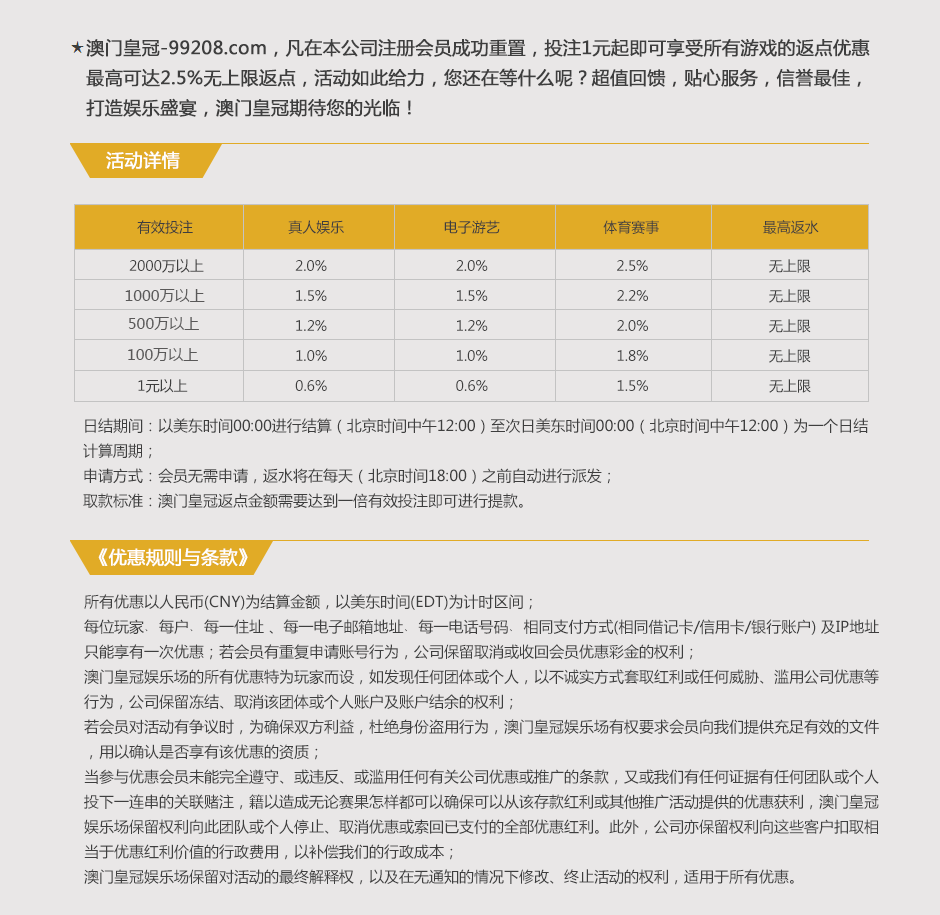 ★澳门皇冠-99208.com，凡在本公司注册会员成功重置，投注1元起即可享受所有游戏的返点优惠
最高可达2.5%无上限返点，活动如此给力，您还在等什么呢？超值回馈，贴心服务，信誉最佳，
打造娱乐盛宴，澳门皇冠期待您的光临！
活动详情
有效投注 真人娱乐 电子游艺 体育赛事 最高返水
2000万以上 2.0% 2.0% 2.5% 无上限
1000万以上 1.5% 1.5% 2.2% 无上限
500万以上 1.2% 1.2% 2.0% 无上限
100万以上 1.0% 1.0% 1.8% 无上限
1元以上 0.6% 0.6% 1.5% 无上限
日结期间：以美东时间00:00进行结算（北京时间中午12:00）至次日美东时间00:00（北京时间中午12:00）为一个日结
计算周期；
申请方式：会员无需申请，返水将在每天（北京时间18:00）之前自动进行派发；
取款标准：澳门皇冠返点金额需要达到一倍有效投注即可进行提款。
《优惠规则与条款》
所有优惠以人民币(CNY)为结算金额，以美东时间(EDT)为计时区间；
每位玩家、每户、每一住址 、每一电子邮箱地址、每一电话号码、相同支付方式(相同借记卡/信用卡/银行账户) 及IP地址
只能享有一次优惠；若会员有重复申请账号行为，公司保留取消或收回会员优惠彩金的权利；
澳门皇冠娱乐场的所有优惠特为玩家而设，如发现任何团体或个人，以不诚实方式套取红利或任何威胁、滥用公司优惠等
行为，公司保留冻结、取消该团体或个人账户及账户结余的权利；
若会员对活动有争议时，为确保双方利益，杜绝身份盗用行为，澳门皇冠娱乐场有权要求会员向我们提供充足有效的文件
，用以确认是否享有该优惠的资质；
当参与优惠会员未能完全遵守、或违反、或滥用任何有关公司优惠或推广的条款，又或我们有任何证据有任何团队或个人
投下一连串的关联赌注，籍以造成无论赛果怎样都可以确保可以从该存款红利或其他推广活动提供的优惠获利，澳门皇冠
娱乐场保留权利向此团队或个人停止、取消优惠或索回已支付的全部优惠红利。此外，公司亦保留权利向这些客户扣取相
当于优惠红利价值的行政费用，以补偿我们的行政成本；
澳门皇冠娱乐场保留对活动的最终解释权，以及在无通知的情况下修改、终止活动的权利，适用于所有优惠。